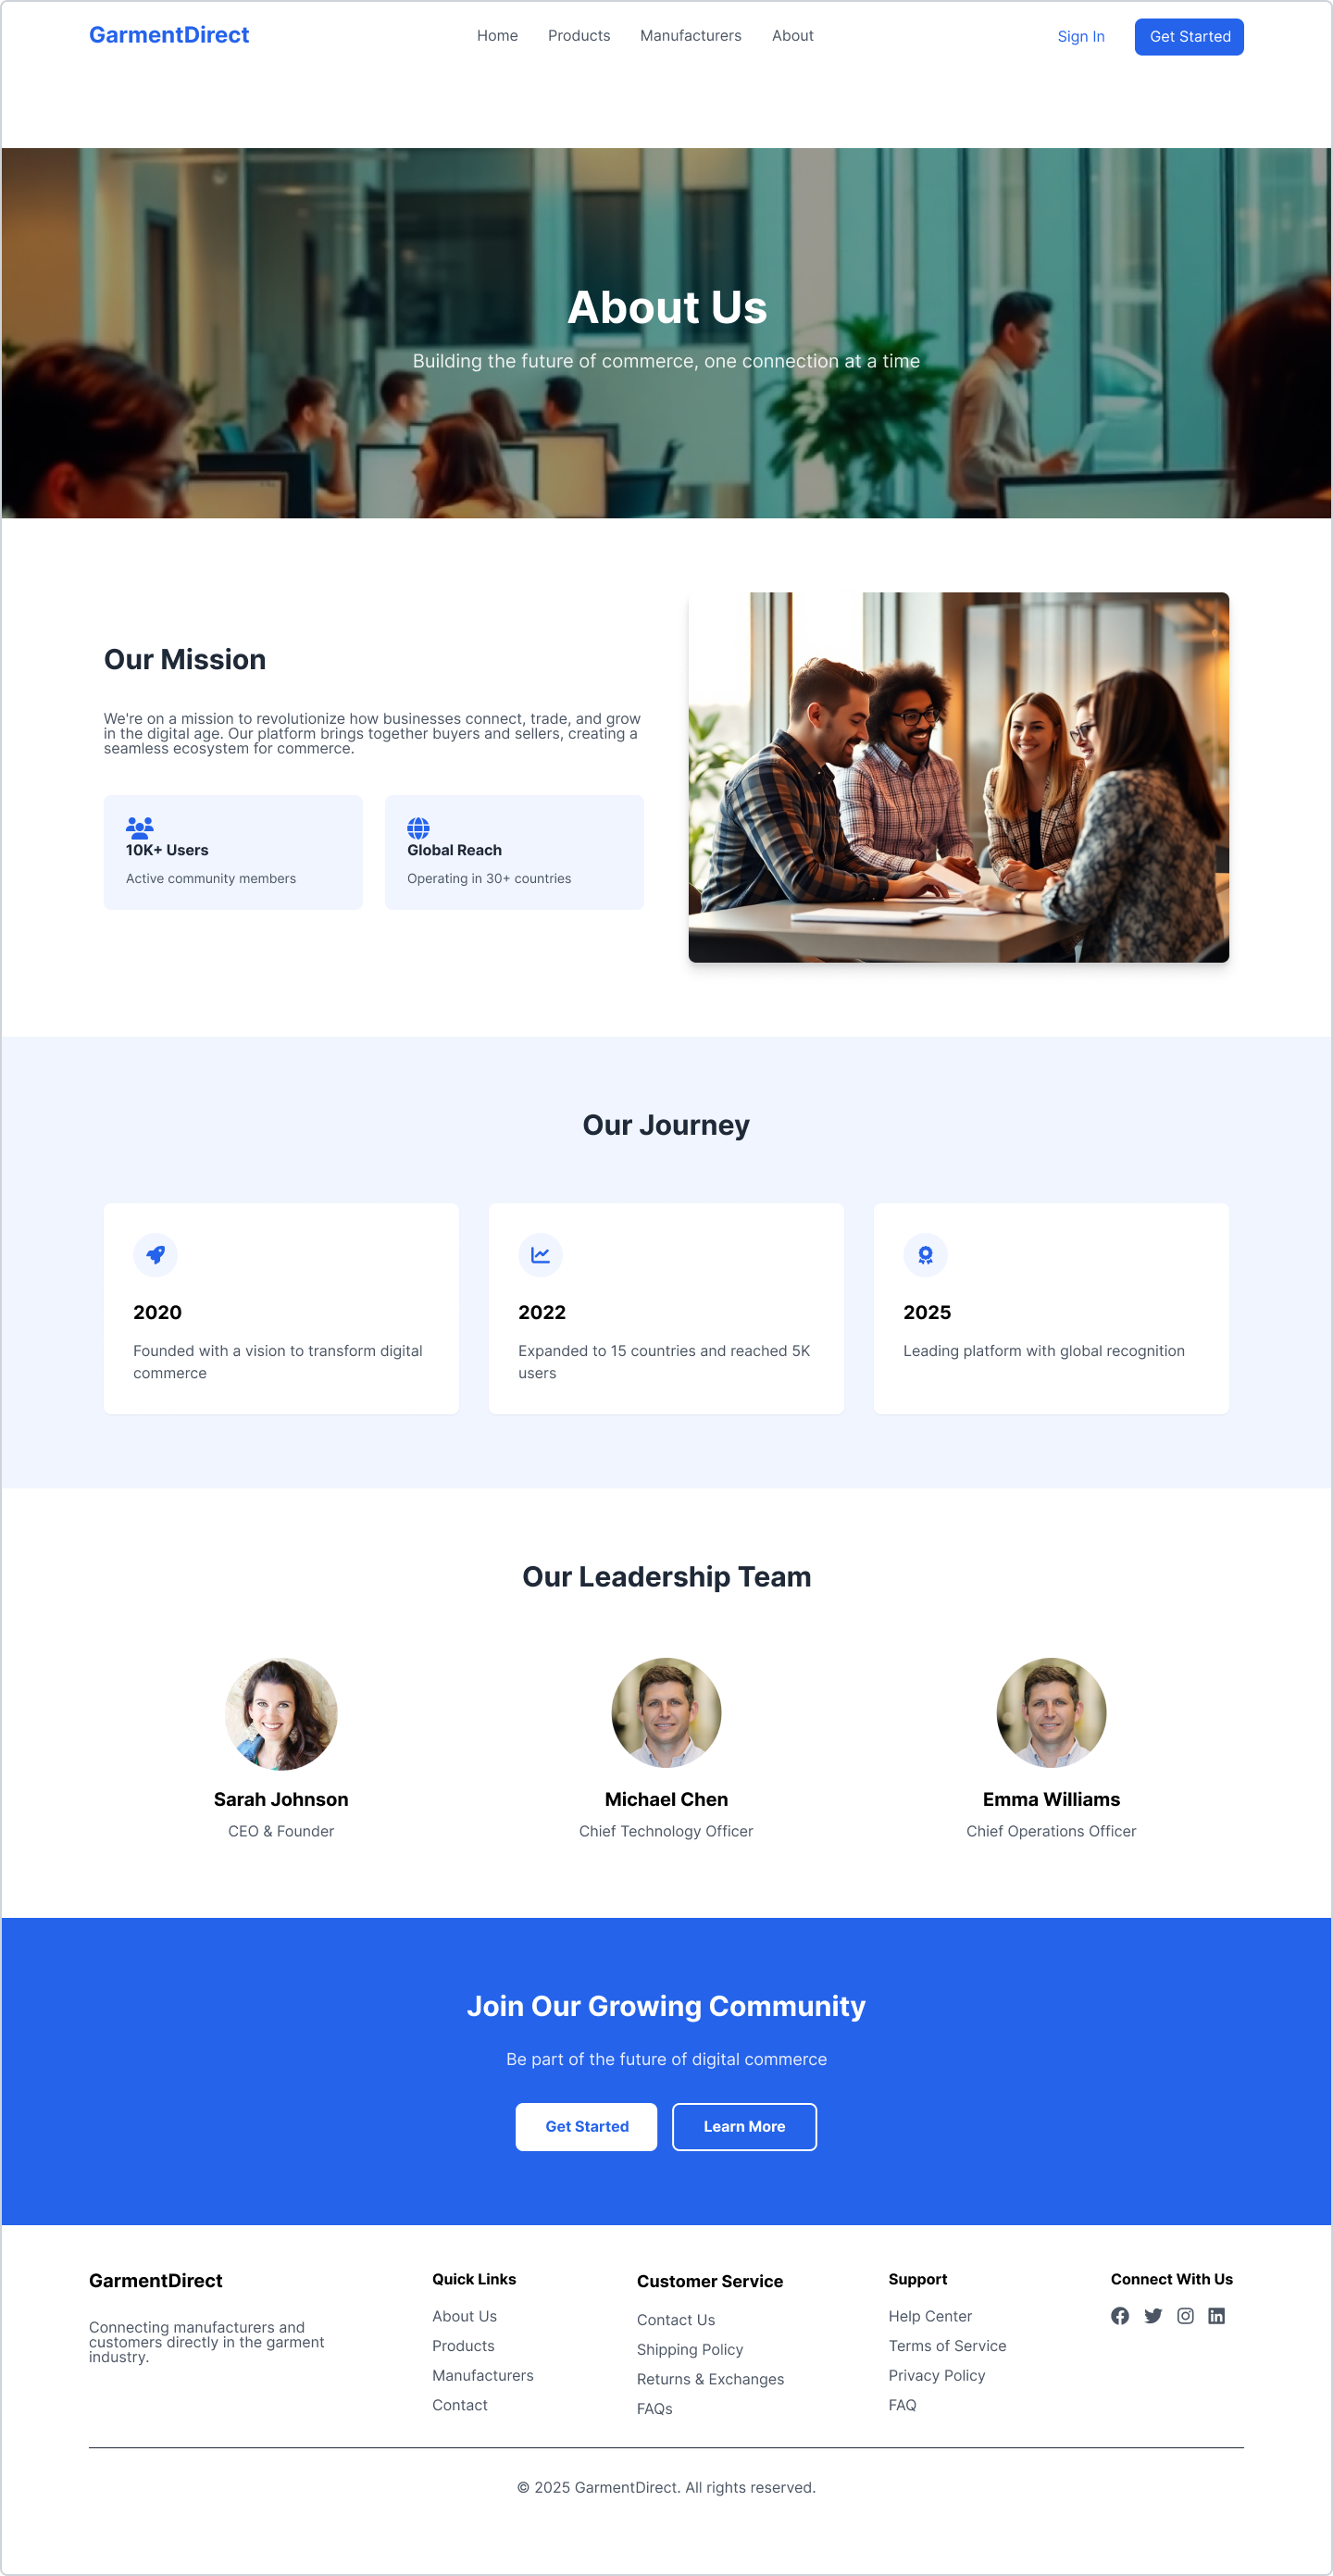 GarmentDirect
Home Products Manufacturers About
Sign In Get Started
About Us
Building the future of commerce, one connection at a time
Our Mission
We're on a mission to revolutionize how businesses connect, trade, and grow
in the digital age. Our platform brings together buyers and sellers, creating a
seamless ecosystem for commerce.
10K+ Users
Active community members
Global Reach
Operating in 30+ countries
Our Journey
2020
Founded with a vision to transform digital
commerce
2022
Expanded to 15 countries and reached 5K
users
2025
Leading platform with global recognition
Our Leadership Team
Sarah Johnson
CEO & Founder
Michael Chen
Chief Technology Officer
Emma Williams
Chief Operations Officer
Join Our Growing Community
Be part of the future of digital commerce
Get Started Learn More
GarmentDirect
Connecting manufacturers and
customers directly in the garment
industry.
Quick Links
About Us
Products
Manufacturers
Contact
Customer Service
Contact Us
Shipping Policy
Returns & Exchanges
FAQs
Support
Help Center
Terms of Service
Privacy Policy
FAQ
Connect With Us
© 2025 GarmentDirect. All rights reserved.